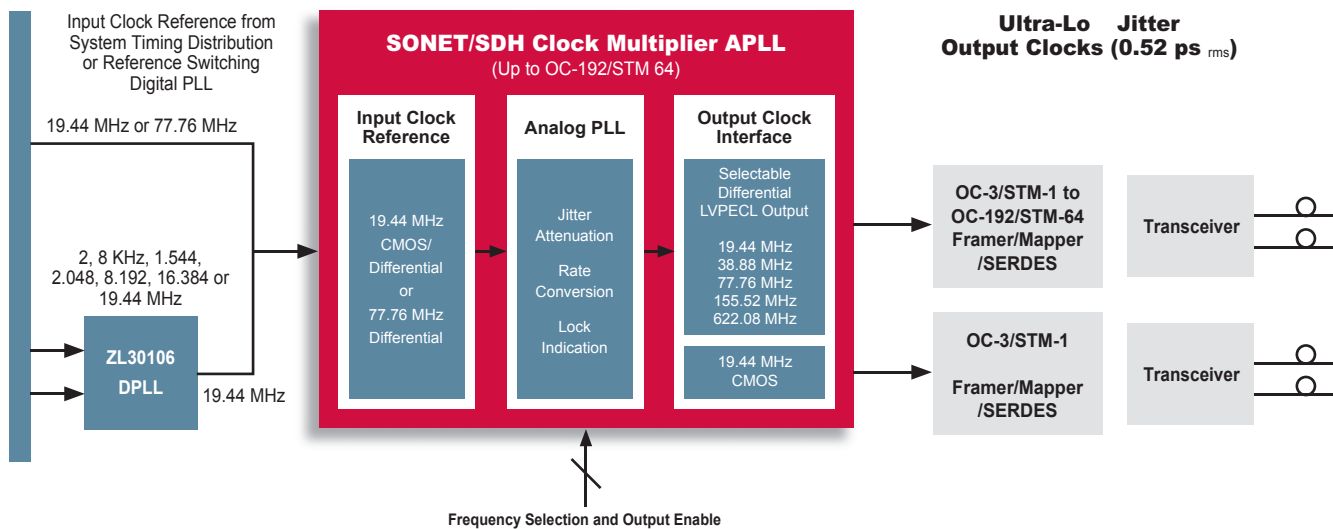 Input Clock Reference from
System Timing Distribution
or Reference Switching
Digital PLL
19.44 MHz or 77.76 MHz
2, 8 KHz, 1.544,
2.048, 8.192, 16.384 or
19.44 MHz
ZL30106
DPLL
19.44 MHz
SONET/SDH Clock Multiplier APLL
(Up to OC-192/STM 64)
Input Clock
Reference
19.44 MHz
CMOS/
Differential
or
77.76 MHz
Differential
Analog PLL
Jitter
Attenuation
Rate
Conversion
Lock
Indication
Output Clock
Interface
Selectable
Differential
LVPECL Output
19.44 MHz
38.88 MHz
77.76 MHz
155.52 MHz
622.08 MHz
19.44 MHz
CMOS
Frequency Selection and Output Enable
Ultra-Lo Jitter
Output Clocks (0.52 ps rms)
OC-3/STM-1 to
OC-192/STM-64
Framer/Mapper
/SERDES
Transceiver
OC-3/STM-1
Framer/Mapper
/SERDES
Transceiver